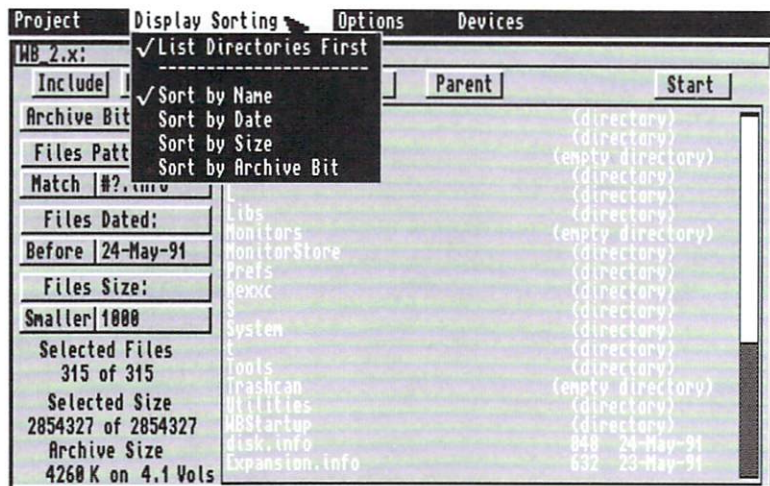 Project Display Sorting Options Devices
✓List Directories First
WB_2.x:
------------------------
Include Parent Start
✓Sort by Name
Sort by Date
Sort by Size
Sort by Archive Bit
Archive Bit
Files Patt
Match #?.info
Files Dated:
Before 24-May-91
Files Size:
Smaller 1000
Selected Files
315 of 315
Selected Size
2854327 of 2854327
Archive Size
4260K on 4.1 Vols
(directory)
(directory)
(empty directory)
(directory)
L (directory)
Libs (directory)
Monitors (empty directory)
MonitorStore (directory)
Prefs (directory)
Rexxc (directory)
S (directory)
System (directory)
t (directory)
Tools (directory)
Trashcan (empty directory)
Utilities (directory)
WBStartup (directory)
disk.info 848 24-May-91
Expansion.info 632 23-May-91